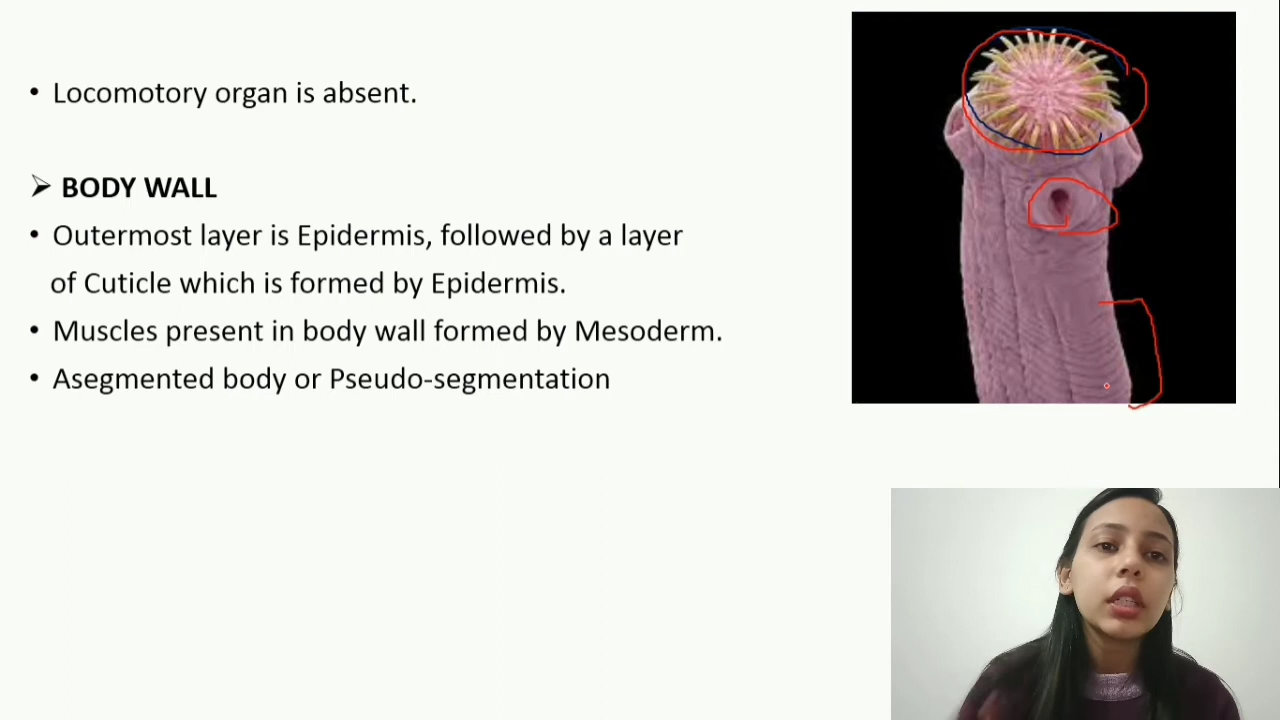 • Locomotory organ is absent.
➤ BODY WALL
• Outermost layer is Epidermis, followed by a layer
of Cuticle which is formed by Epidermis.
• Muscles present in body wall formed by Mesoderm.
• Asegmented body or Pseudo-segmentation